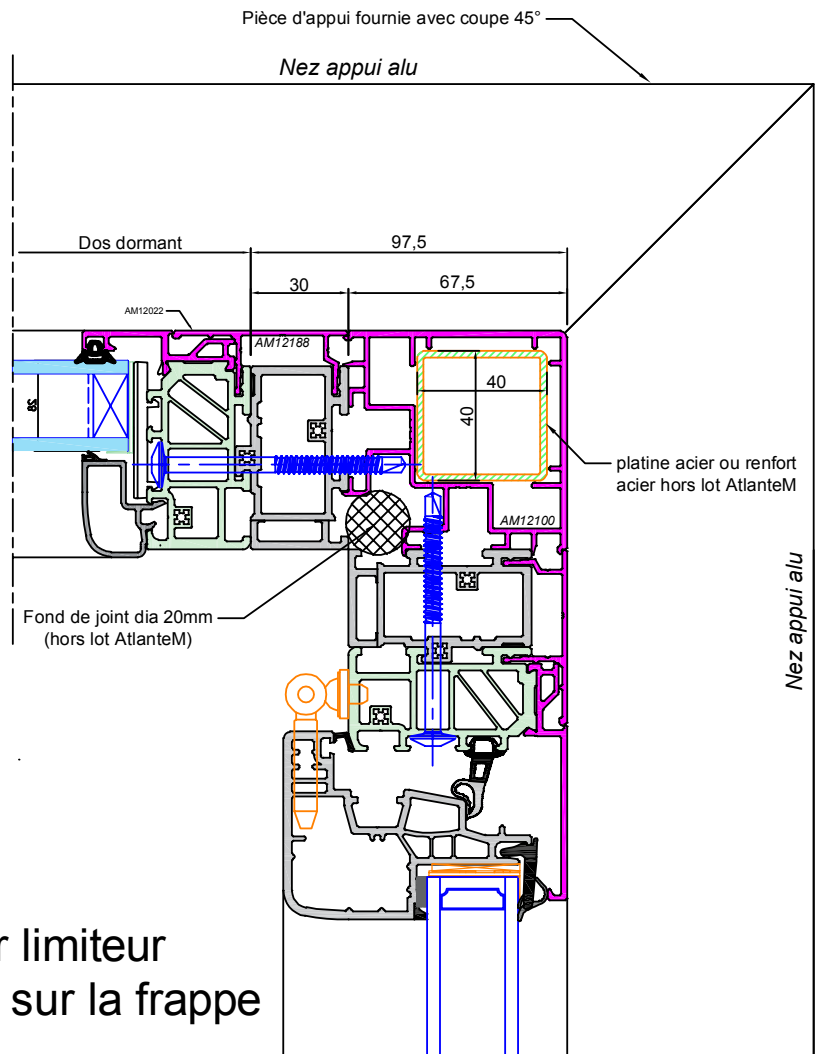 Pièce d'appui fournie avec coupe 45°
Nez appui alu
Dos dormant
97,5
30
67,5
AM12022
AM12188
28
40
40
platine acier ou renfort
acier hors lot AtlanteM
AM12100
Fond de joint dia 20mm
(hors lot AtlanteM)
Nez appui alu
r limiteur
sur la frappe